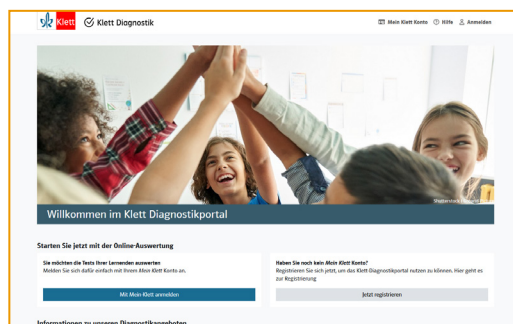 Klett
Klett Diagnostik
Mein Klett Konto
Hilfe
Anmelden
Willkommen im Klett Diagnostikportal
Starten Sie jetzt mit der Online-Auswertung
Sie möchten die Tests Ihrer Lernenden auswerten
Melden Sie sich dafür einfach mit Ihrem Mein Klett Konto an.
Mit Mein Klett anmelden
Haben Sie noch kein Mein Klett Konto?
Registrieren Sie sich jetzt, um das Klett-Diagnostikportal nutzen zu können. Hier geht es
zur Registrierung
Jetzt registrieren
Informationen zu unseren Diagnostikangeboten